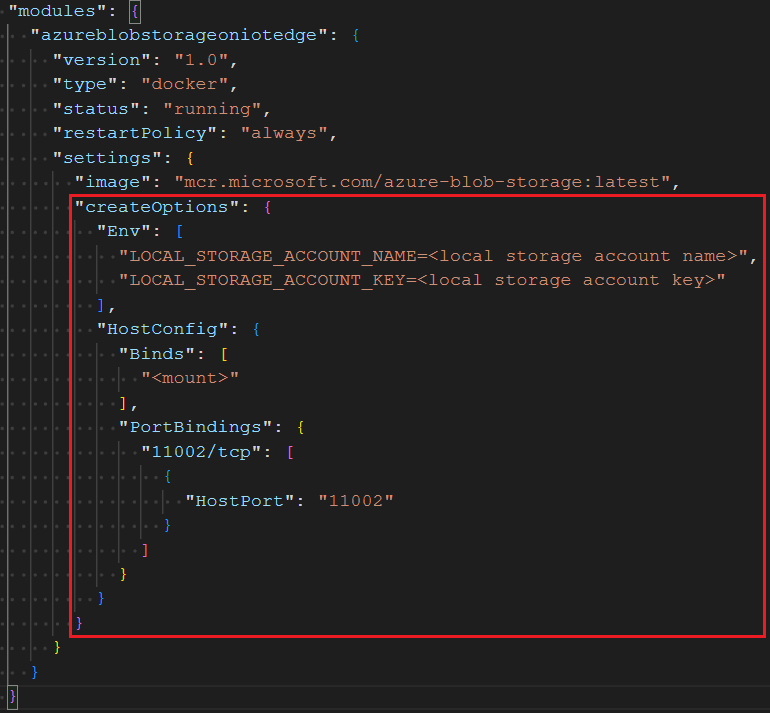 "modules": {
"azureblobstorageoniotedge": {
"version": "1.0",
"type": "docker",
"status": "running",
"restartPolicy": "always",
"settings": {
"image": "mcr.microsoft.com/azure-blob-storage:latest",
"createOptions": {
"Env": [
"LOCAL_STORAGE_ACCOUNT_NAME=<local storage account name>",
"LOCAL_STORAGE_ACCOUNT_KEY=<local storage account key>"
],
"HostConfig": {
"Binds": [
"<mount>"
],
"PortBindings": {
"11002/tcp": [
{
"HostPort": "11002"
}
]
}
}
}
}
}
}